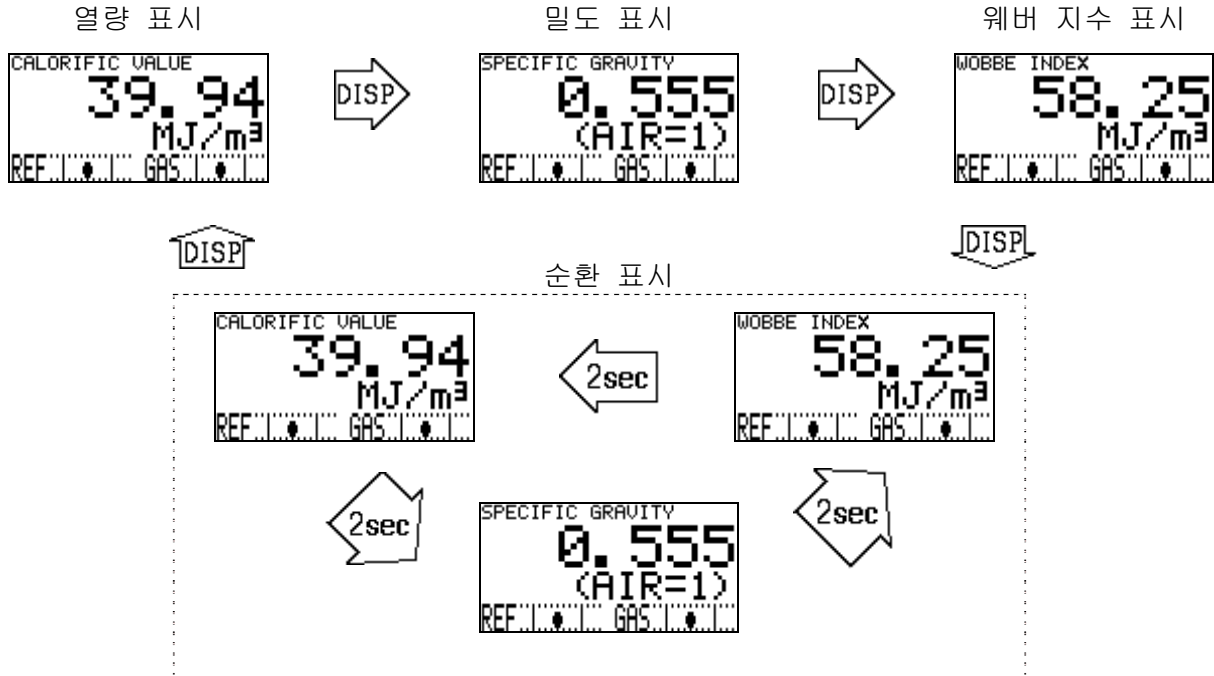 열량 표시
밀도 표시
웨버 지수 표시
CALORIFIC VALUE
39.94
MJ/m³
REF. GAS
DISP
SPECIFIC GRAVITY
0.555
(AIR=1)
REF. GAS
DISP
WOBBE INDEX
58.25
MJ/m³
REF. GAS
DISP
DISP
순환 표시
CALORIFIC VALUE
39.94
MJ/m³
REF. GAS
2sec
WOBBE INDEX
58.25
MJ/m³
REF. GAS
2sec
SPECIFIC GRAVITY
0.555
(AIR=1)
REF. GAS
2sec